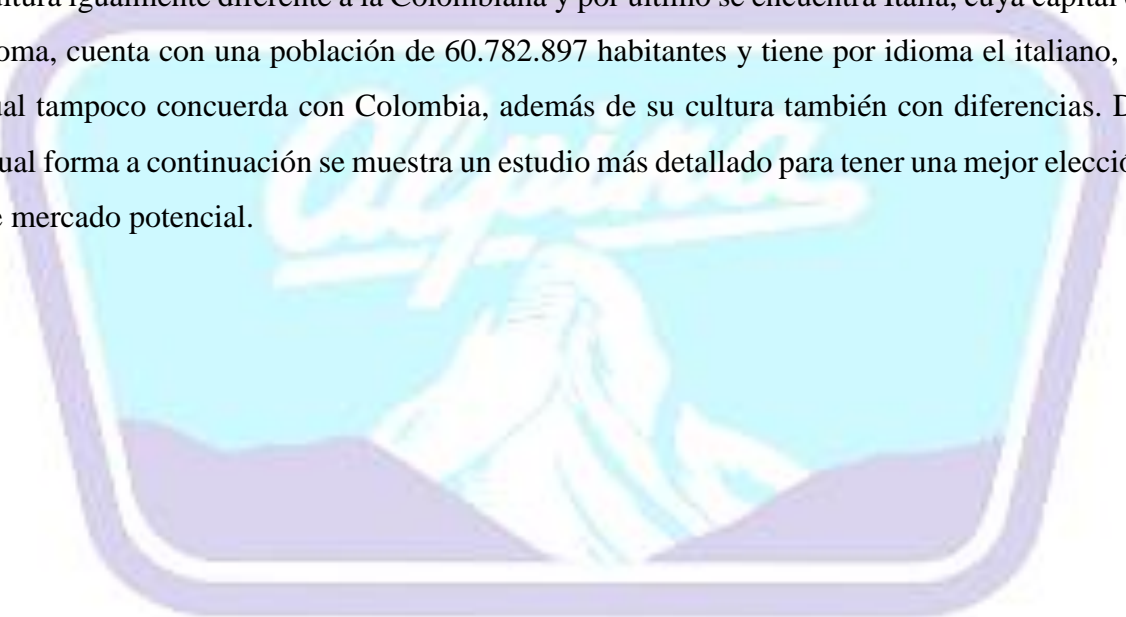 ltura igualmente diferente a la Colombiana y por último se encuentra Italia, cuya capital
oma, cuenta con una población de 60.782.897 habitantes y tiene por idioma el italiano,
ual tampoco concuerda con Colombia, además de su cultura también con diferencias. D
ual forma a continuación se muestra un estudio más detallado para tener una mejor elecció
e mercado potencial.
alpina